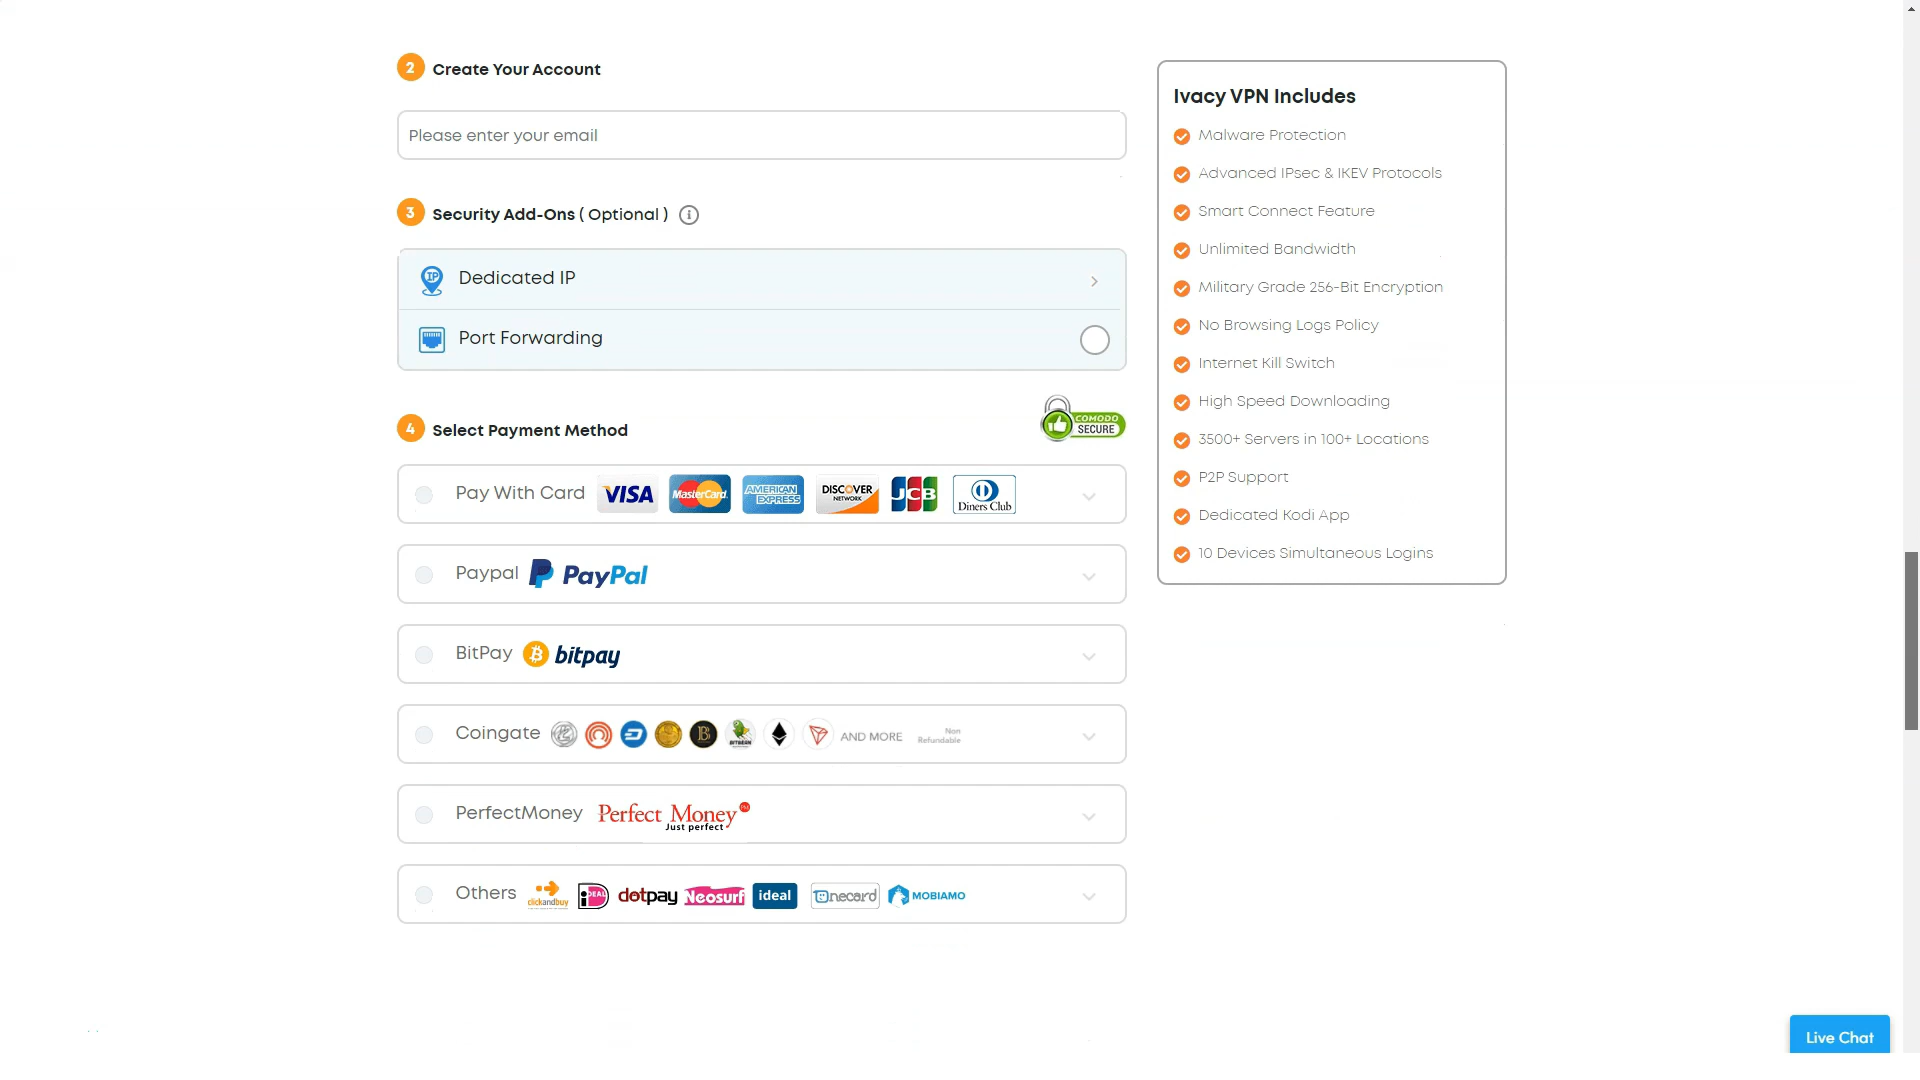 2 Create Your Account
Please enter your email
3 Security Add-Ons ( Optional ) i
IP Dedicated IP
Port Forwarding
4 Select Payment Method
COMODO
SECURE
Pay With Card VISA MasterCard AMERICAN EXPRESS DISCOVER NETWORK JCB Diners Club
Paypal PayPal
BitPay bitpay
Coingate BITBEAN AND MORE Non Refundable
PerfectMoney Perfect Money PM
Just perfect
Others clickandbuy iDEAL dotpay Neosurf ideal onecard MOBIAMO
Ivacy VPN Includes
Malware Protection
Advanced IPsec & IKEV Protocols
Smart Connect Feature
Unlimited Bandwidth
Military Grade 256-Bit Encryption
No Browsing Logs Policy
Internet Kill Switch
High Speed Downloading
3500+ Servers in 100+ Locations
P2P Support
Dedicated Kodi App
10 Devices Simultaneous Logins
Live Chat